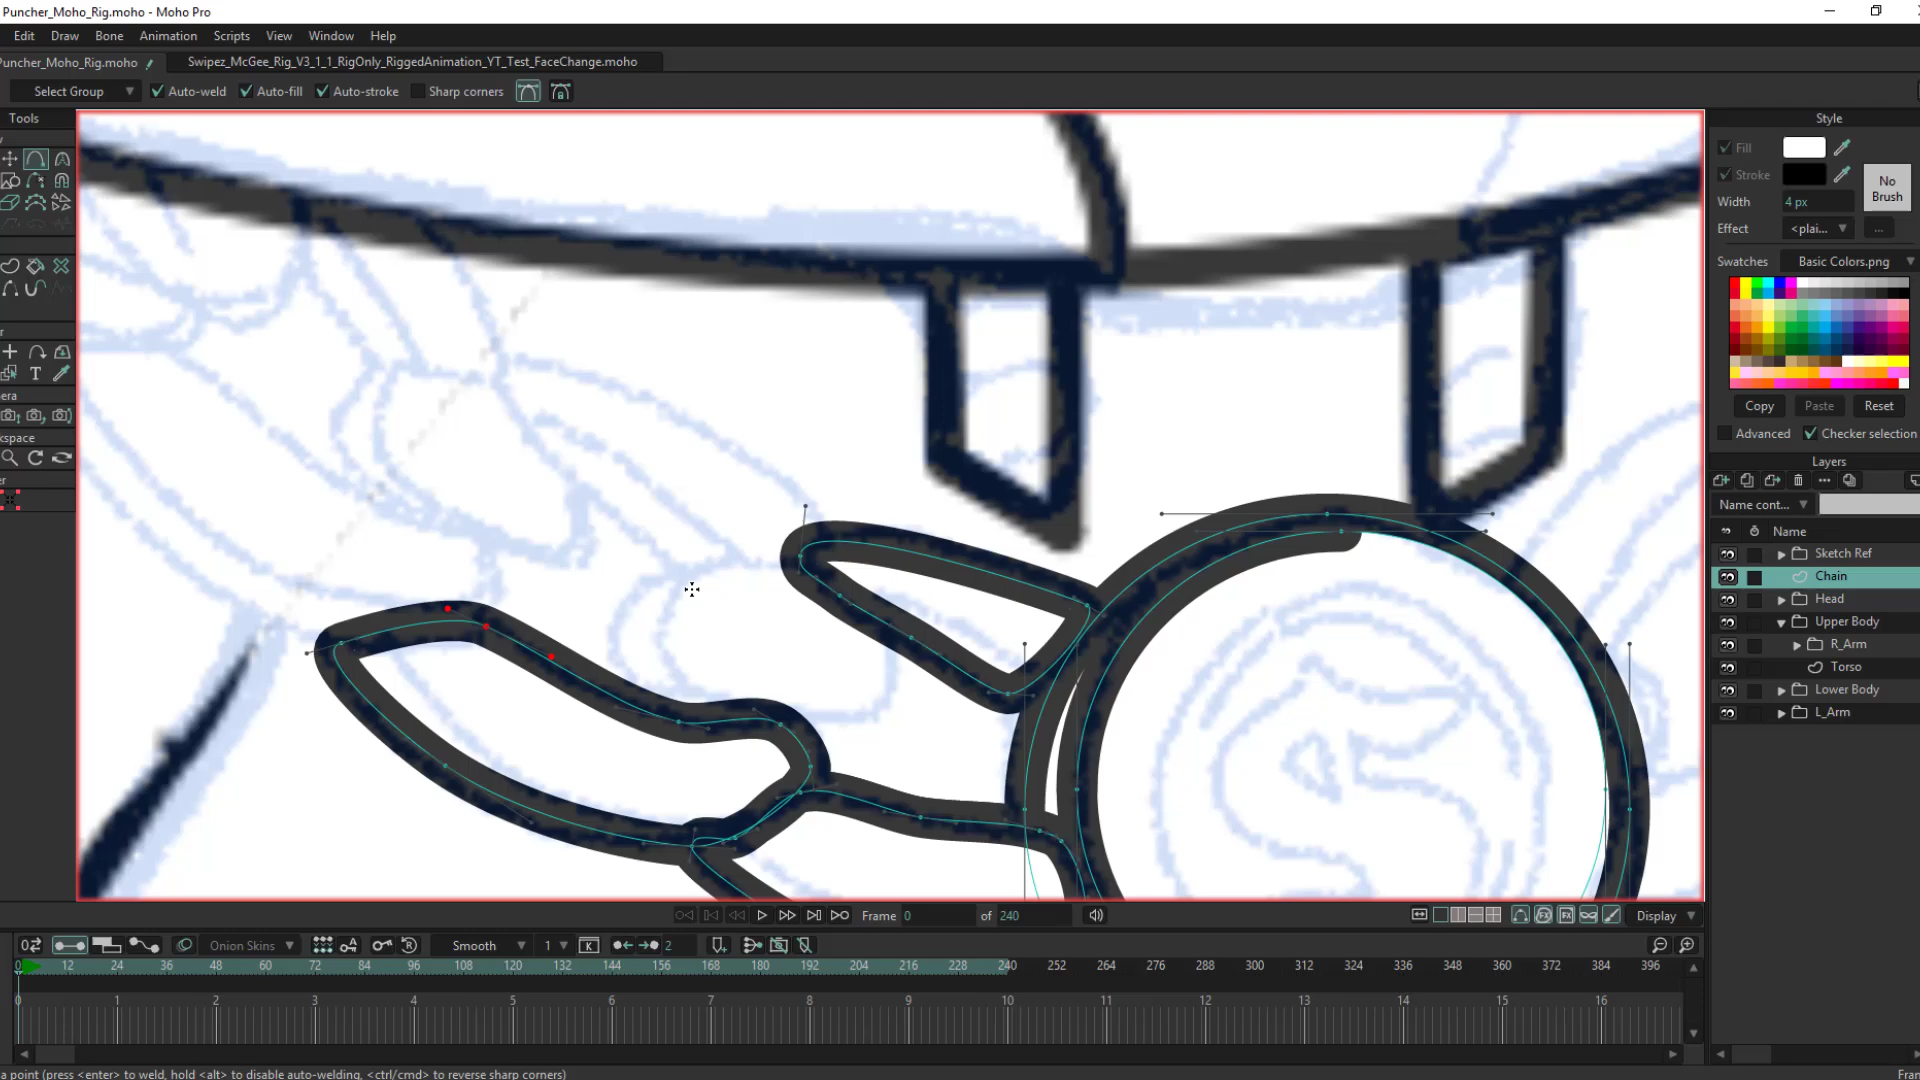 Puncher_Moho_Rig.moho - Moho Pro
Edit Draw Bone Animation Scripts View Window Help
Puncher_Moho_Rig.moho Swipez_McGee_Rig_V3_1_1_RigOnly_RiggedAnimation_YT_Test_FaceChange.moho
Select Group Auto-weld Auto-fill Auto-stroke Sharp corners
Tools
Style
Fill
Stroke
No Brush
Width 4 px
Effect <plai... ...
Swatches Basic Colors.png
Copy Paste Reset
Advanced Checker selection
Layers
Name cont...
Name
Sketch Ref
Chain
Head
Upper Body
R_Arm
Torso
Lower Body
L_Arm
T
era
kspace
er
Frame 0 of 240 Display
Onion Skins Smooth 1 K 2
0 12 24 36 48 60 72 84 96 108 120 132 144 156 168 180 192 204 216 228 240 252 264 276 288 300 312 324 336 348 360 372 384 396
0 1 2 3 4 5 6 7 8 9 10 11 12 13 14 15 16
a point (press <enter> to weld, hold <alt> to disable auto-welding, <ctrl/cmd> to reverse sharp corners) Fran